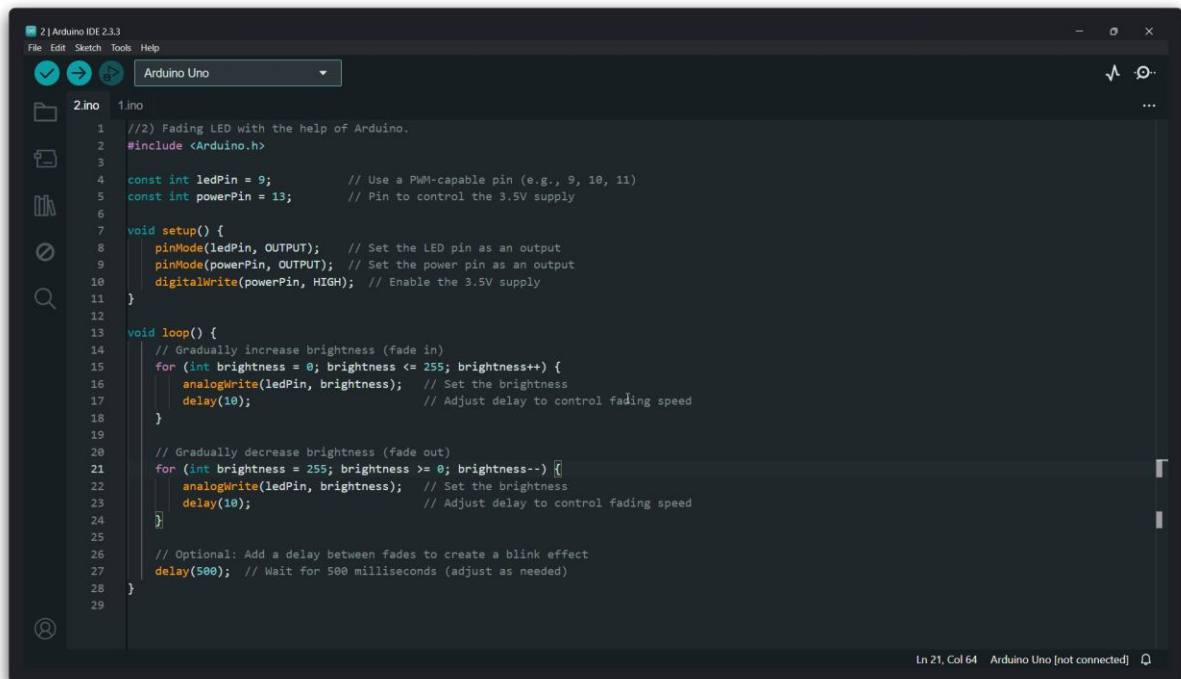 2 | Arduino IDE 2.3.3
File Edit Sketch Tools Help
Arduino Uno
2.ino 1.ino
1 //2) Fading LED with the help of Arduino.
2 #include <Arduino.h>
3
4 const int ledPin = 9; // Use a PWM-capable pin (e.g., 9, 10, 11)
5 const int powerPin = 13; // Pin to control the 3.5V supply
6
7 void setup() {
8 pinMode(ledPin, OUTPUT); // Set the LED pin as an output
9 pinMode(powerPin, OUTPUT); // Set the power pin as an output
10 digitalWrite(powerPin, HIGH); // Enable the 3.5V supply
11 }
12
13 void loop() {
14 // Gradually increase brightness (fade in)
15 for (int brightness = 0; brightness <= 255; brightness++) {
16 analogWrite(ledPin, brightness); // Set the brightness
17 delay(10); // Adjust delay to control fading speed
18 }
19
20 // Gradually decrease brightness (fade out)
21 for (int brightness = 255; brightness >= 0; brightness--) {
22 analogWrite(ledPin, brightness); // Set the brightness
23 delay(10); // Adjust delay to control fading speed
24 }
25
26 // Optional: Add a delay between fades to create a blink effect
27 delay(500); // Wait for 500 milliseconds (adjust as needed)
28 }
29
Ln 21, Col 64 Arduino Uno [not connected]